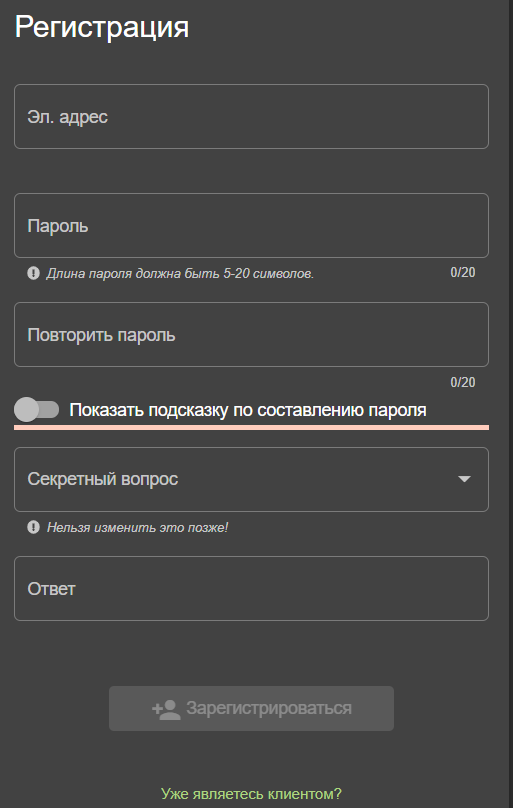 Регистрация
Эл. адрес
Пароль
Длина пароля должна быть 5-20 символов.
0/20
Повторить пароль
0/20
Показать подсказку по составлению пароля
Секретный вопрос
Нельзя изменить это позже!
Ответ
Зарегистрироваться
Уже являетесь клиентом?